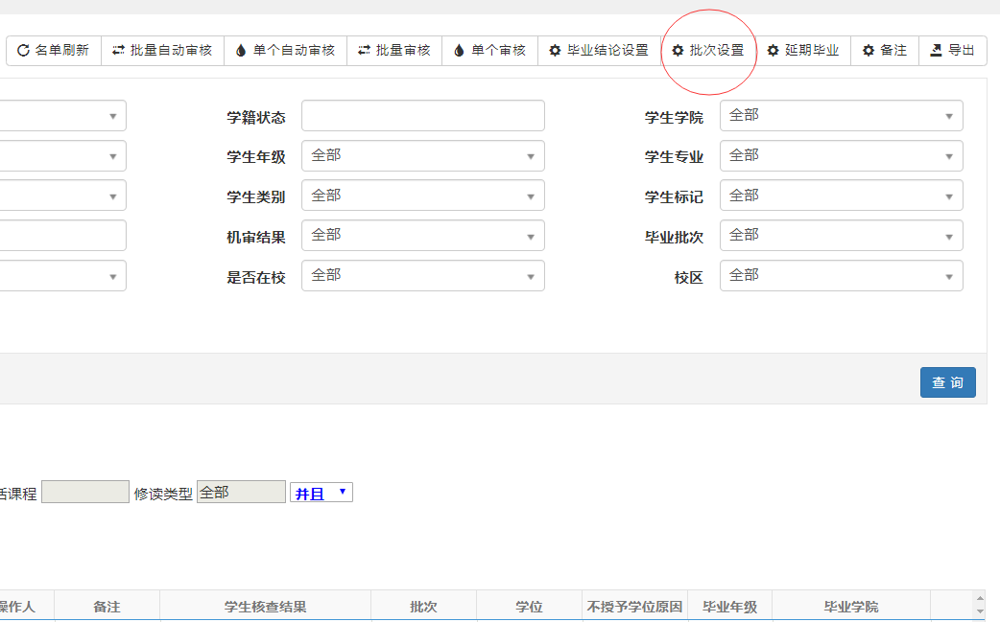 名单刷新 批量自动审核 单个自动审核 批量审核 单个审核 毕业结论设置 批次设置 延期毕业 备注 导出
学籍状态 学生学院 全部
学生年级 全部 学生专业 全部
学生类别 全部 学生标记 全部
机审结果 全部 毕业批次 全部
是否在校 全部 校区 全部
查 询
课程 修读类型 全部 并且
操作人 备注 学生核查结果 批次 学位 不授予学位原因 毕业年级 毕业学院